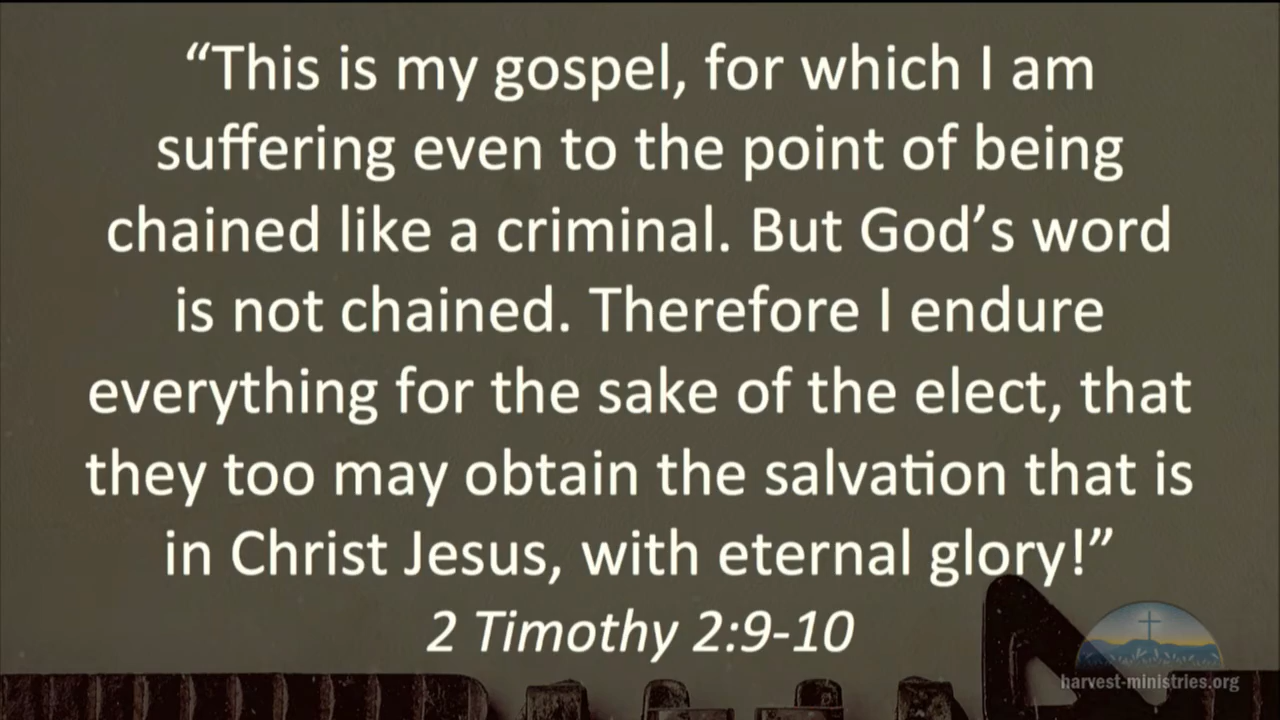 “This is my gospel, for which I am
suffering even to the point of being
chained like a criminal. But God’s word
is not chained. Therefore I endure
everything for the sake of the elect, that
they too may obtain the salvation that is
in Christ Jesus, with eternal glory!”
2 Timothy 2:9-10
harvest-ministries.org